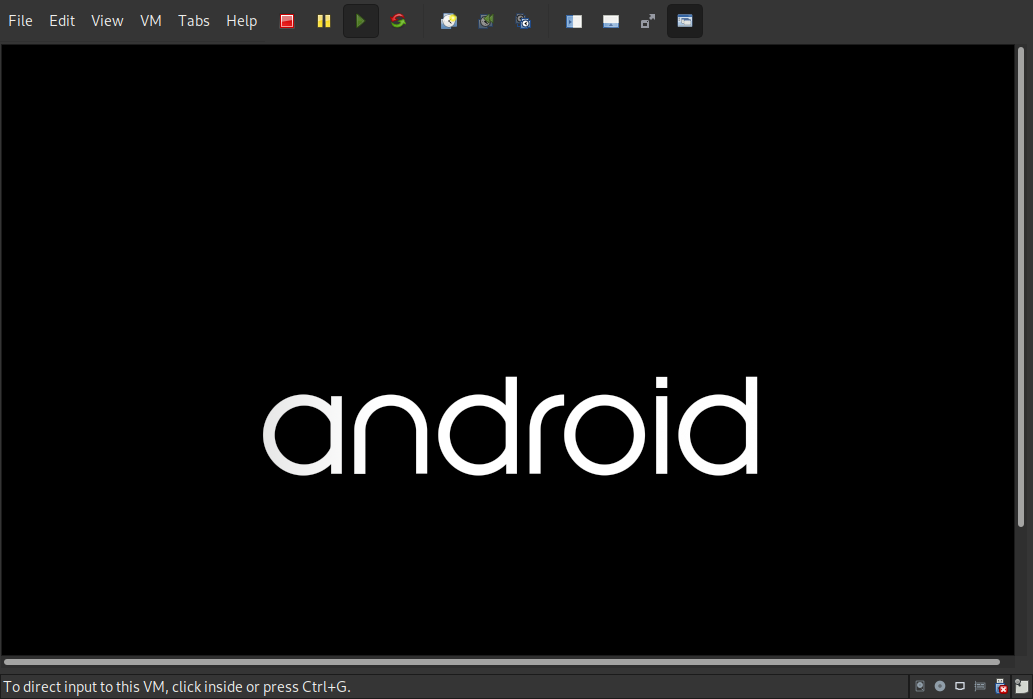 File Edit View VM Tabs Help
android
To direct input to this VM, click inside or press Ctrl+G.